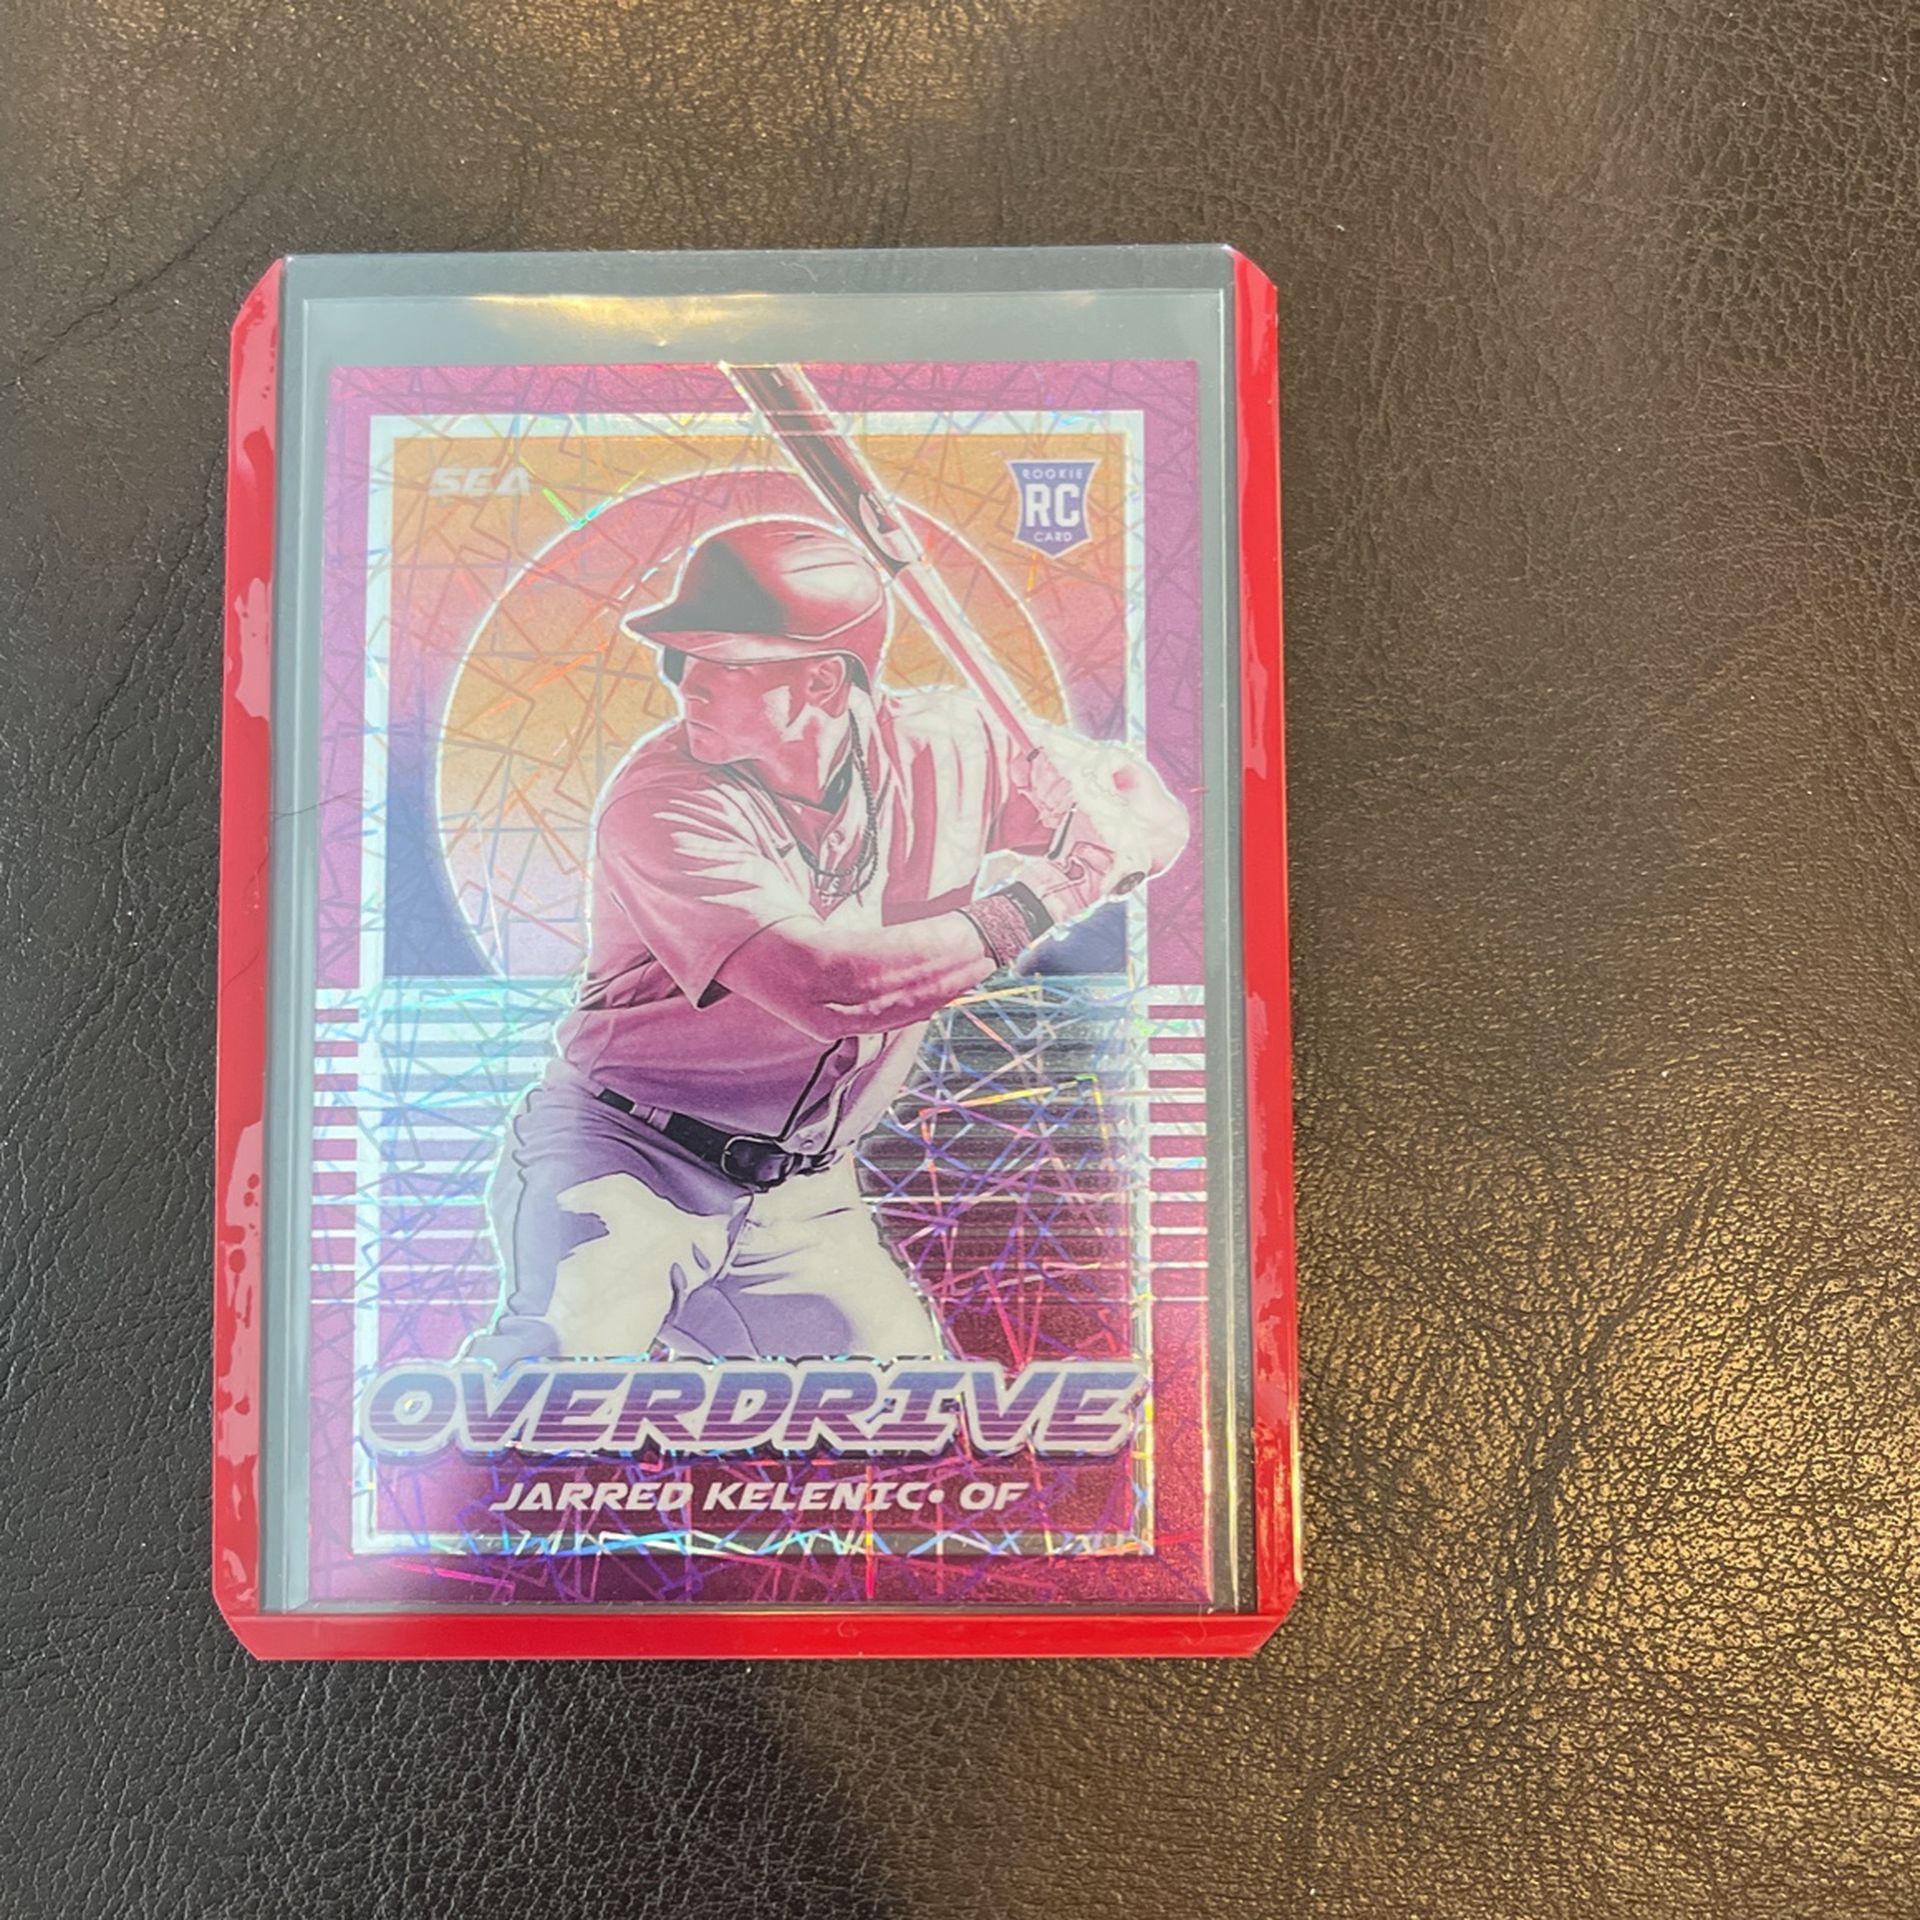 SEA
ROOKIE
RC
CARD
OVERDRIVE
JARRED KELENIC• OF